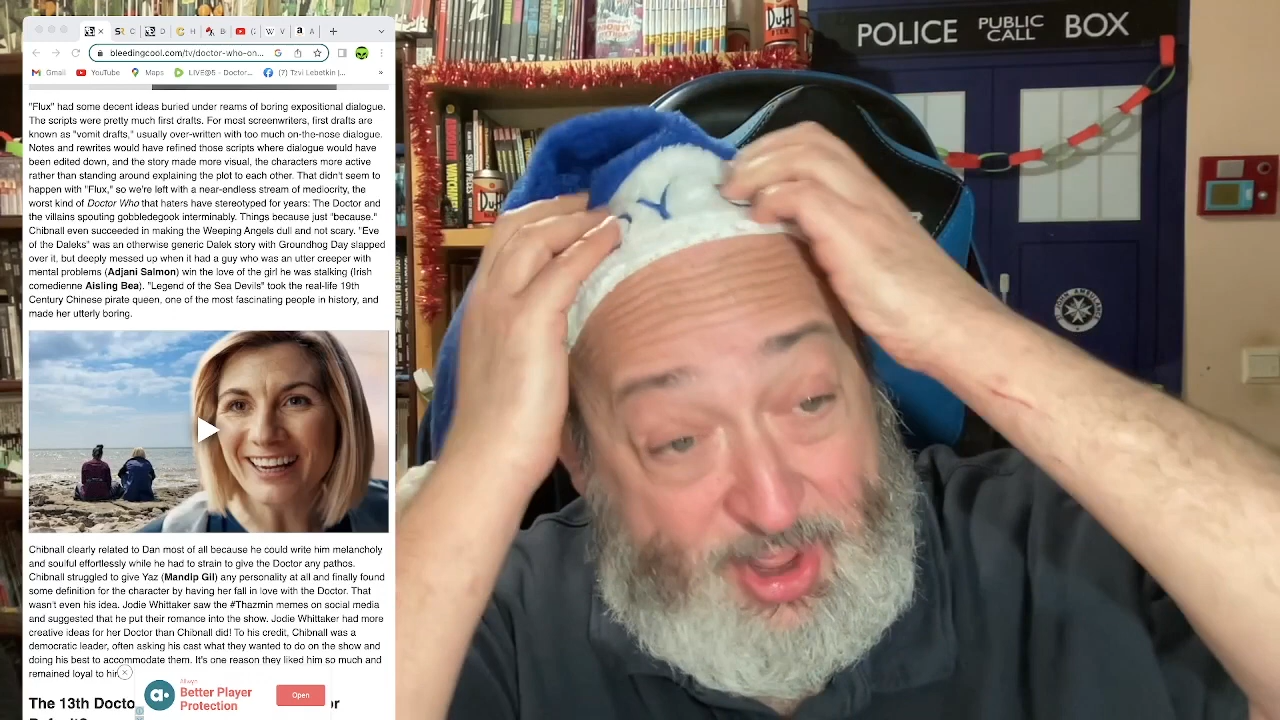 bleedingcool.com/tv/doctor-who-on...
Gmail YouTube Maps LIVE@5 - Doctor... (7) Tzvi Lebetkin |... »
"Flux" had some decent ideas buried under reams of boring expositional dialogue.
The scripts were pretty much first drafts. For most screenwriters, first drafts are
known as "vomit drafts," usually over-written with too much on-the-nose dialogue.
Notes and rewrites would have refined those scripts where dialogue would have
been edited down, and the story made more visual, the characters more active
rather than standing around explaining the plot to each other. That didn't seem to
happen with "Flux," so we're left with a near-endless stream of mediocrity, the
worst kind of Doctor Who that haters have stereotyped for years: The Doctor and
the villains spouting gobbledegook interminably. Things because just "because."
Chibnall even succeeded in making the Weeping Angels dull and not scary. "Eve
of the Daleks" was an otherwise generic Dalek story with Groundhog Day slapped
over it, but deeply messed up when it had a guy who was an utter creeper with
mental problems (Adjani Salmon) win the love of the girl he was stalking (Irish
comedienne Aisling Bea). "Legend of the Sea Devils" took the real-life 19th
Century Chinese pirate queen, one of the most fascinating people in history, and
made her utterly boring.
Chibnall clearly related to Dan most of all because he could write him melancholy
and soulful effortlessly while he had to strain to give the Doctor any pathos.
Chibnall struggled to give Yaz (Mandip Gil) any personality at all and finally found
some definition for the character by having her fall in love with the Doctor. That
wasn't even his idea. Jodie Whittaker saw the #Thazmin memes on social media
and suggested that he put their romance into the show. Jodie Whittaker had more
creative ideas for her Doctor than Chibnall did! To his credit, Chibnall was a
democratic leader, often asking his cast what they wanted to do on the show and
doing his best to accommodate them. It's one reason they liked him so much and
remained loyal to hi
Better Player
Protection
Open
The 13th Docto
POLICE PUBLIC CALL BOX
Duff
Duff
ST JOHN AMBULANCE